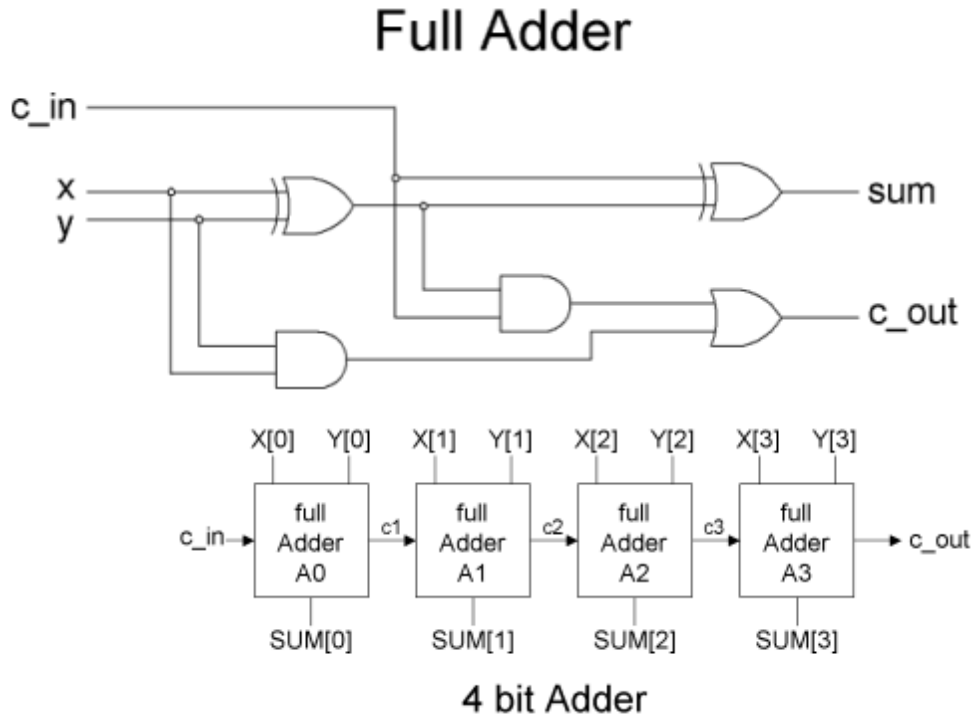 Full Adder
c_in
x
y
sum
c_out
X[0] Y[0] X[1] Y[1] X[2] Y[2] X[3] Y[3]
c_in full Adder A0 c1 full Adder A1 c2 full Adder A2 c3 full Adder A3 c_out
SUM[0] SUM[1] SUM[2] SUM[3]
4 bit Adder